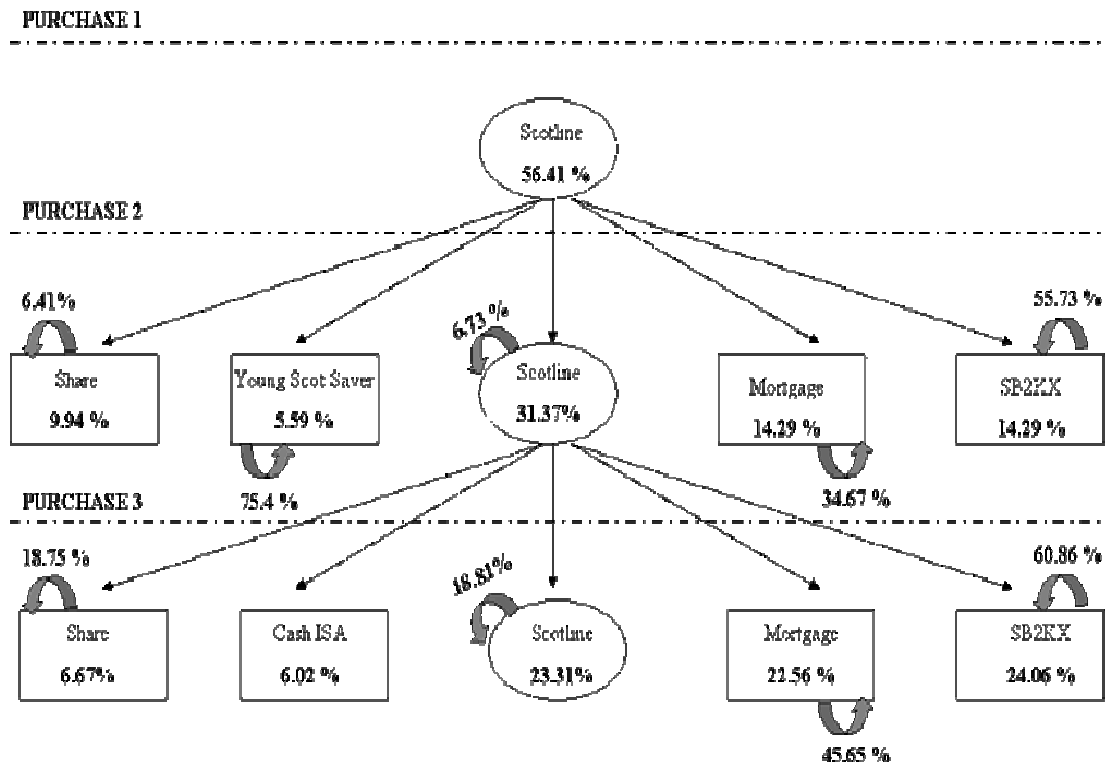 PURCHASE 1
Scotline
56.41 %
PURCHASE 2
6.41%
6.73 %
55.73 %
Share
9.94 %
Young Scot Saver
5.59 %
Scotline
31.37%
Mortgage
14.29 %
SB2KX
14.29 %
75.4 %
34.67 %
PURCHASE 3
18.75 %
18.81%
60.86 %
Share
6.67%
Cash ISA
6.02 %
Scotline
23.31%
Mortgage
22.56 %
SB2KX
24.06 %
45.65 %